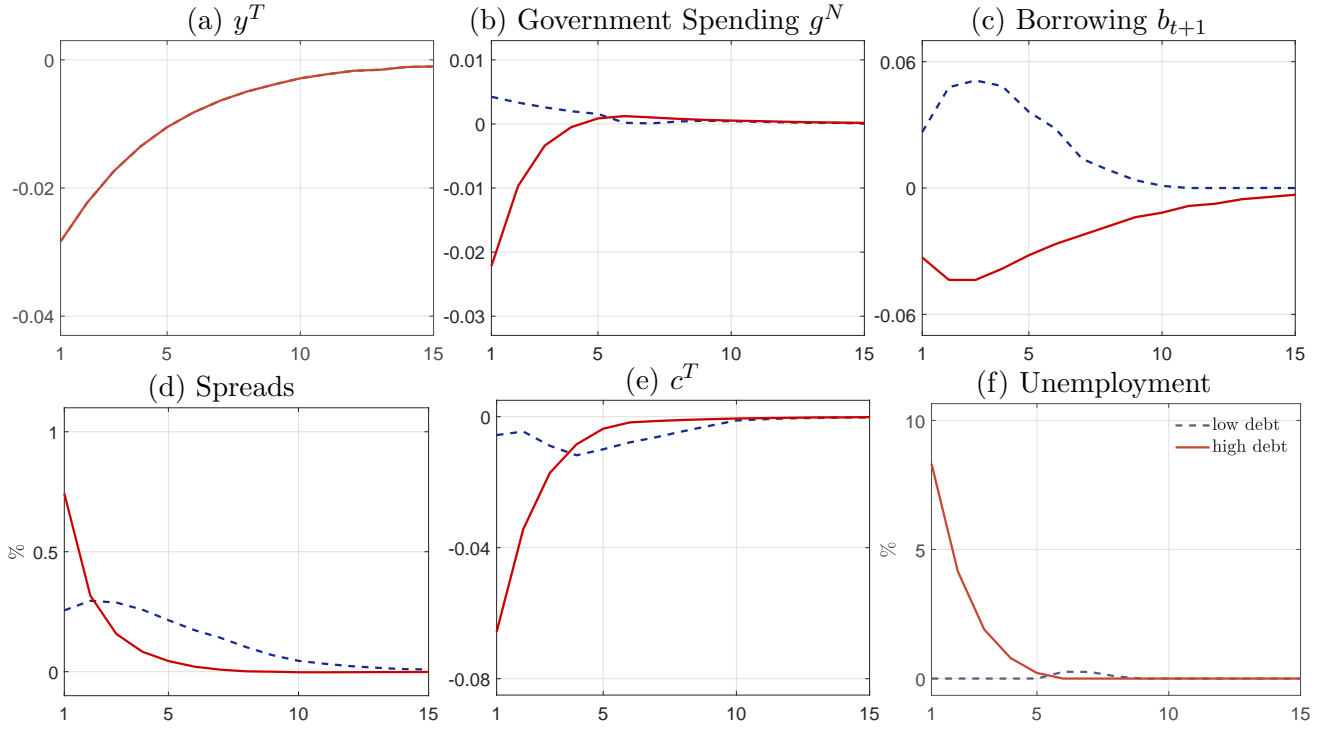 (a) y^T
0
-0.02
-0.04
1 5 10 15
(b) Government Spending g^N
0.01
0
-0.01
-0.02
-0.03
1 5 10 15
(c) Borrowing b_{t+1}
0.06
0
-0.06
1 5 10 15
(d) Spreads
%
1
0.5
0
1 5 10 15
(e) c^T
0
-0.04
-0.08
1 5 10 15
(f) Unemployment
%
10
5
0
low debt
high debt
1 5 10 15